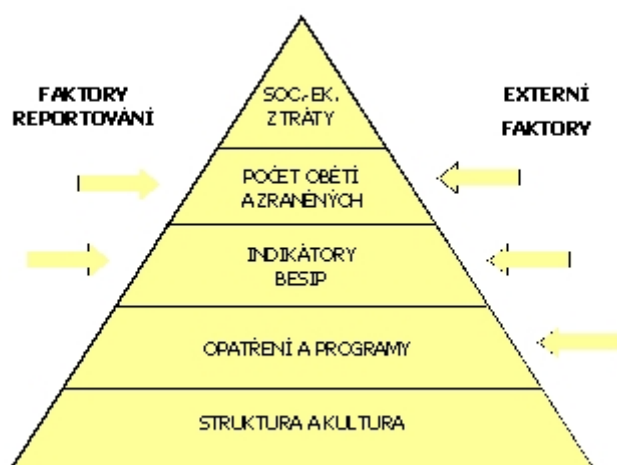 SOC.-EK.
ZTRÁTY
FAKTORY
REPORTOVÁNÍ
EXTERNÍ
FAKTORY
POČET OBĚTÍ
A ZRANĚNÝCH
INDIKÁTORY
BESIP
OPATŘENÍ A PROGRAMY
STRUKTURA A KULTURA